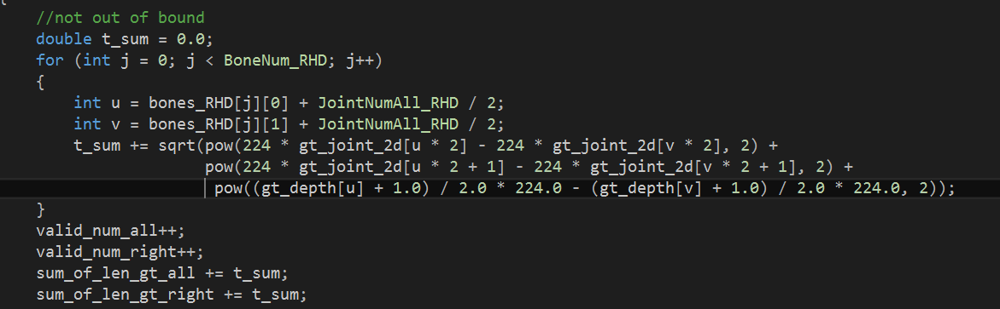 {
//not out of bound
double t_sum = 0.0;
for (int j = 0; j < BoneNum_RHD; j++)
{
int u = bones_RHD[j][0] + JointNumAll_RHD / 2;
int v = bones_RHD[j][1] + JointNumAll_RHD / 2;
t_sum += sqrt(pow(224 * gt_joint_2d[u * 2] - 224 * gt_joint_2d[v * 2], 2) +
pow(224 * gt_joint_2d[u * 2 + 1] - 224 * gt_joint_2d[v * 2 + 1], 2) +
pow((gt_depth[u] + 1.0) / 2.0 * 224.0 - (gt_depth[v] + 1.0) / 2.0 * 224.0, 2));
}
valid_num_all++;
valid_num_right++;
sum_of_len_gt_all += t_sum;
sum_of_len_gt_right += t_sum;